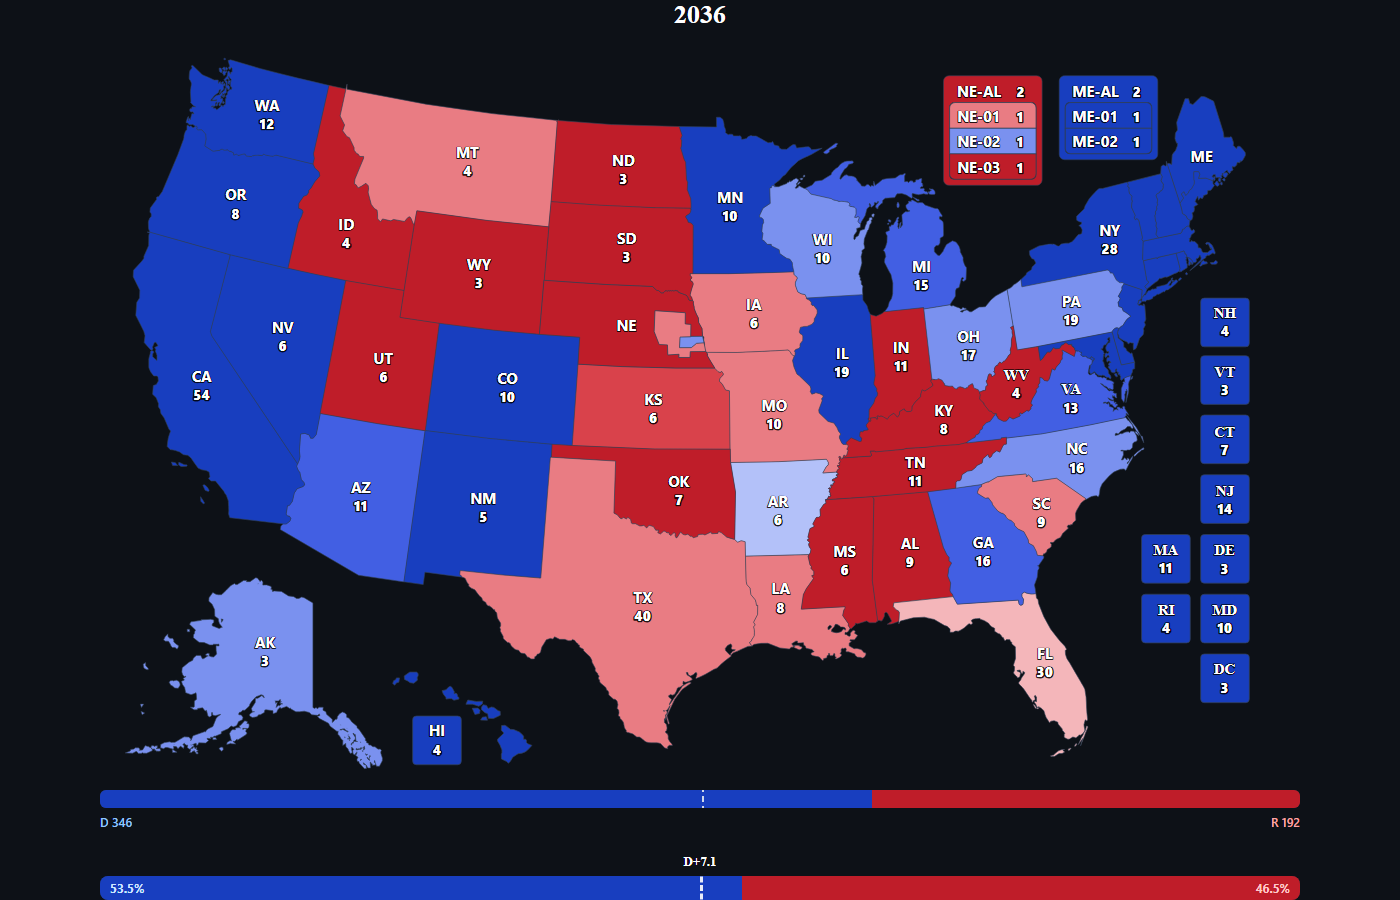 2036
WA
12
OR
8
CA
54
NV
6
ID
4
MT
4
WY
3
UT
6
AZ
11
CO
10
NM
5
ND
3
SD
3
NE
KS
6
OK
7
TX
40
MN
10
IA
6
MO
10
AR
6
LA
8
WI
10
IL
19
MI
15
IN
11
OH
17
KY
8
TN
11
MS
6
AL
9
GA
16
FL
30
SC
9
NC
16
VA
13
WV
4
PA
19
NY
28
ME
AK
3
HI
4
NE-AL 2
NE-01 1
NE-02 1
NE-03 1
ME-AL 2
ME-01 1
ME-02 1
NH
4
VT
3
CT
7
NJ
14
MA
11
DE
3
RI
4
MD
10
DC
3
D 346
R 192
D+7.1
53.5%
46.5%